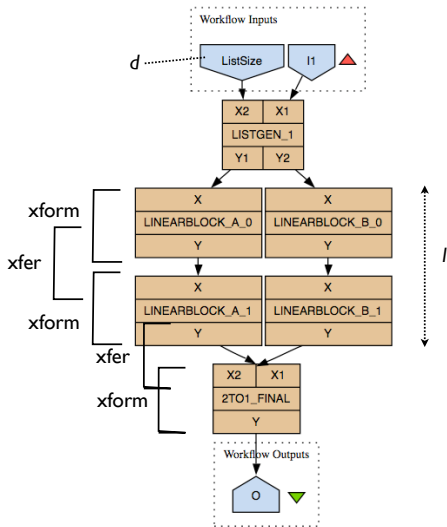 Workflow Inputs
d
ListSize
I1
X2 X1
LISTGEN_1
Y1 Y2
xform
X X
LINEARBLOCK_A_0 LINEARBLOCK_B_0
Y Y
xfer
l
xform
X X
LINEARBLOCK_A_1 LINEARBLOCK_B_1
Y Y
xfer
X2 X1
xform
2TO1_FINAL
Y
Workflow Outputs
O